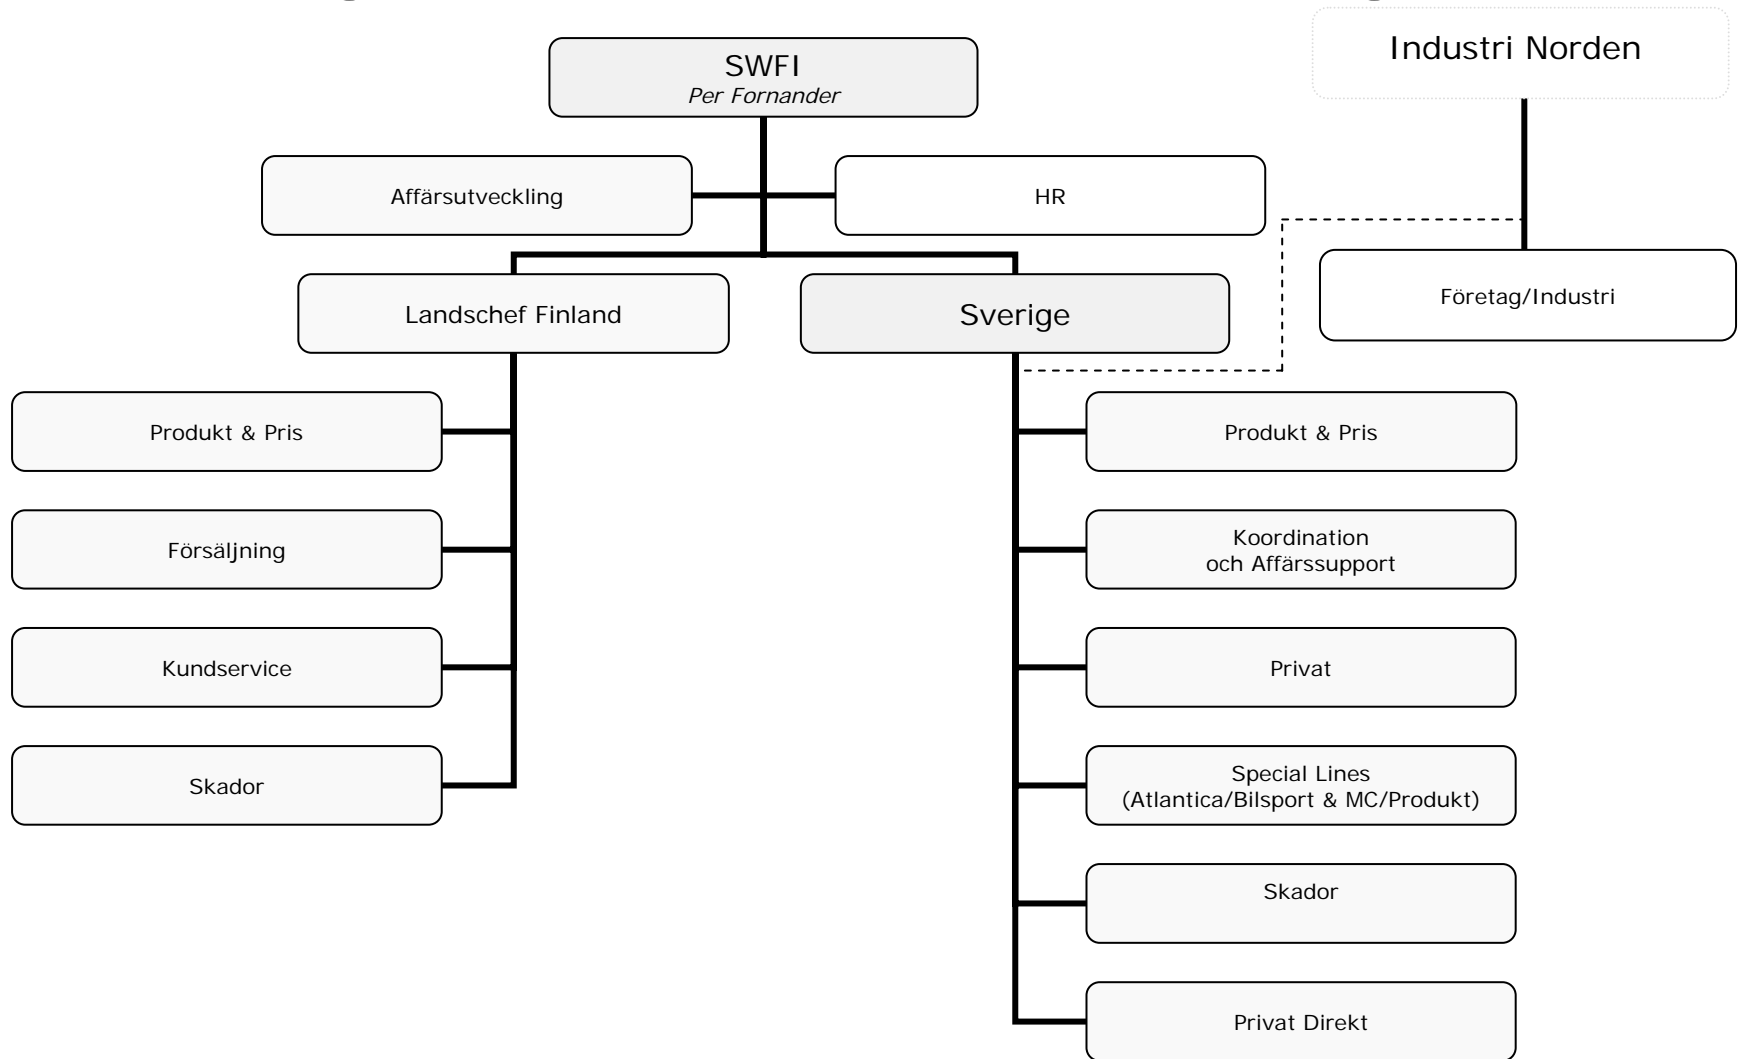 Industri Norden
SWFI
Per Fornander
Affärsutveckling
HR
Företag/Industri
Landschef Finland
Sverige
Produkt & Pris
Produkt & Pris
Försäljning
Koordination
och Affärssupport
Kundservice
Privat
Skador
Special Lines
(Atlantica/Bilsport & MC/Produkt)
Skador
Privat Direkt